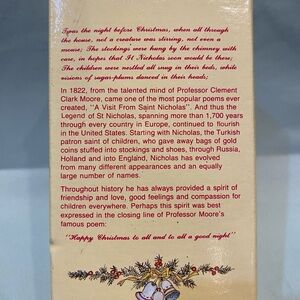 'Twas the night before Christmas, when all through
the house, not a creature was stirring, not even a
mouse; The stockings were hung by the chimney with
care, in hopes that St Nicholas soon would be there;
The children were nestled all snug in their beds, while
visions of sugar-plums danced in their heads;
In 1822, from the talented mind of Professor Clement
Clark Moore, came one of the most popular poems ever
created, "A Visit From Saint Nicholas". And thus the
Legend of St Nicholas, spanning more than 1,700 years
through every country in Europe, continued to flourish
in the United States. Starting with Nicholas, the Turkish
patron saint of children, who gave away bags of gold
coins stuffed into stockings and shoes, through Russia,
Holland and into England, Nicholas has evolved
from many different appearances and an equally
large number of names.
Throughout history he has always provided a spirit of
friendship and love, good feelings and compassion for
children everywhere. Perhaps this spirit was best
expressed in the closing line of Professor Moore's
famous poem:
"Happy Christmas to all and to all a good night"